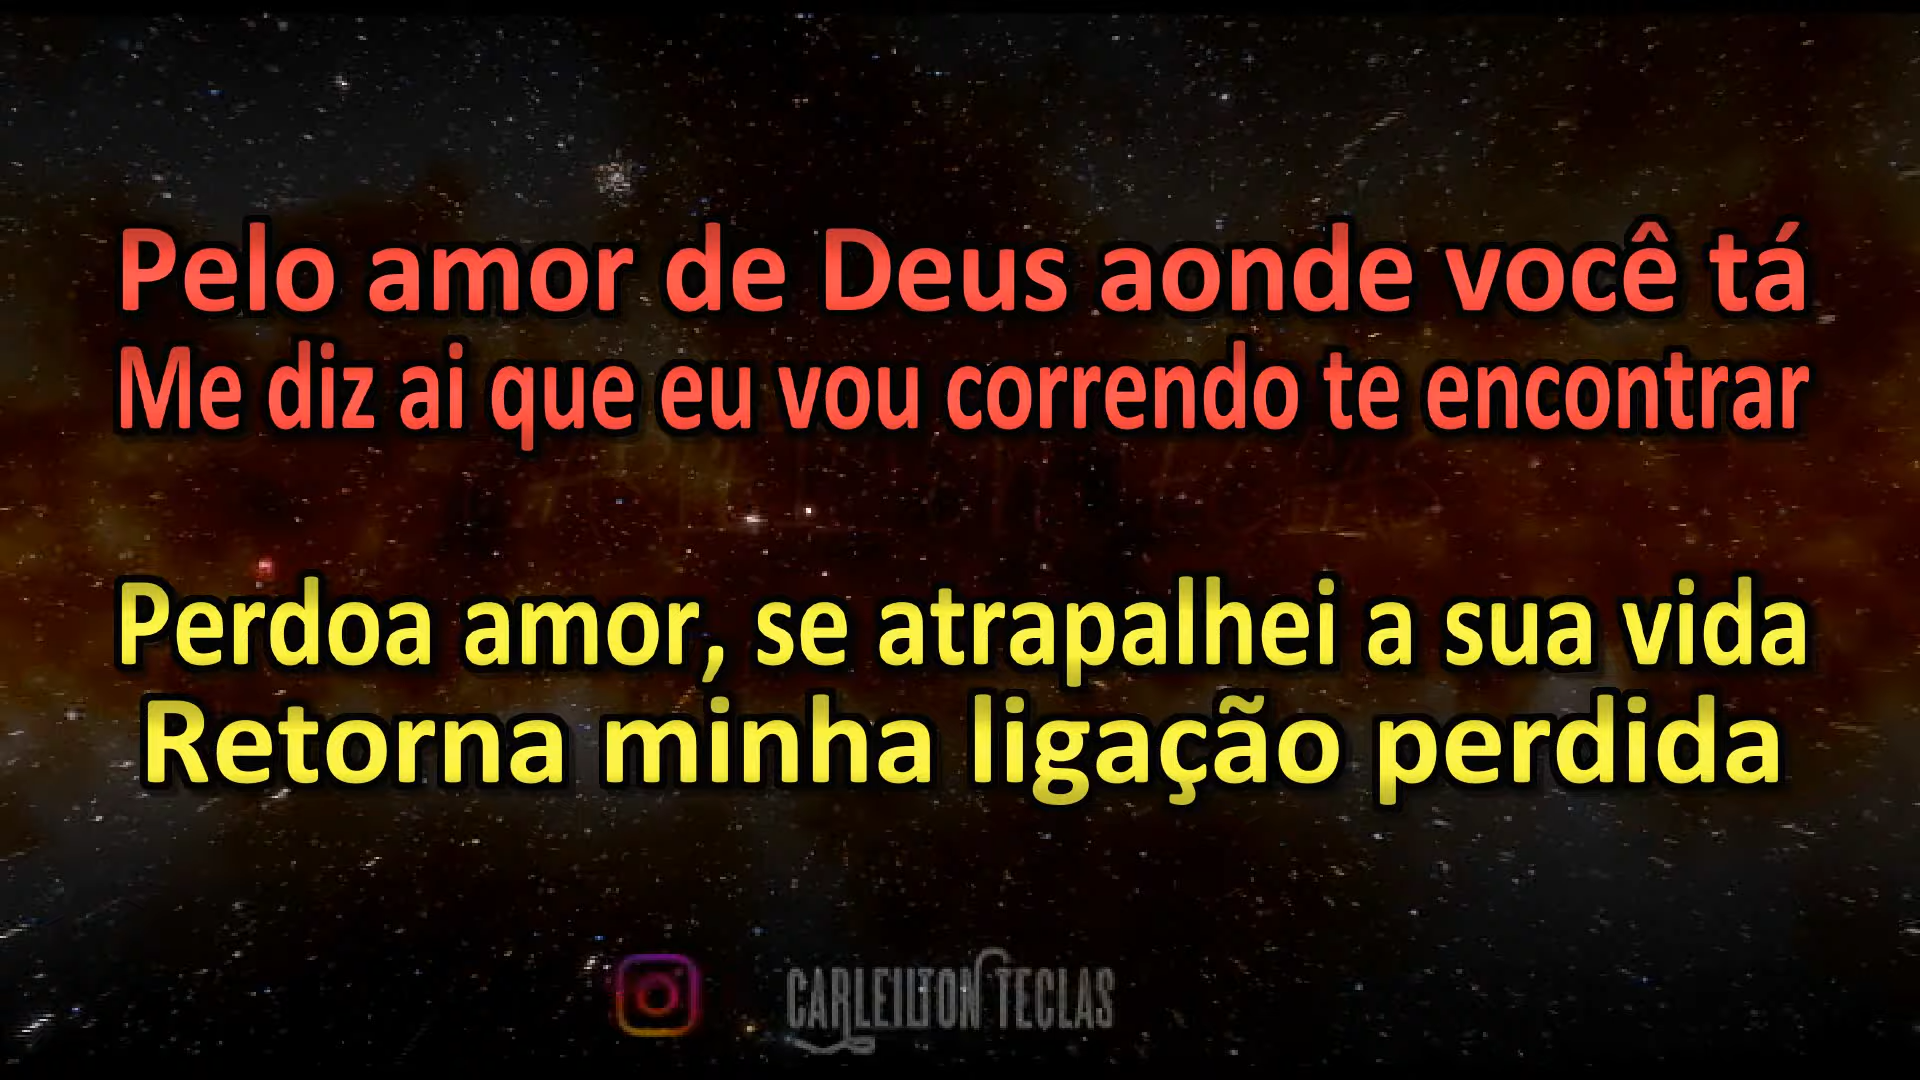 Pelo amor de Deus aonde você tá
Me diz ai que eu vou correndo te encontrar
Perdoa amor, se atrapalhei a sua vida
Retorna minha ligação perdida
CARLEILTON TECLAS